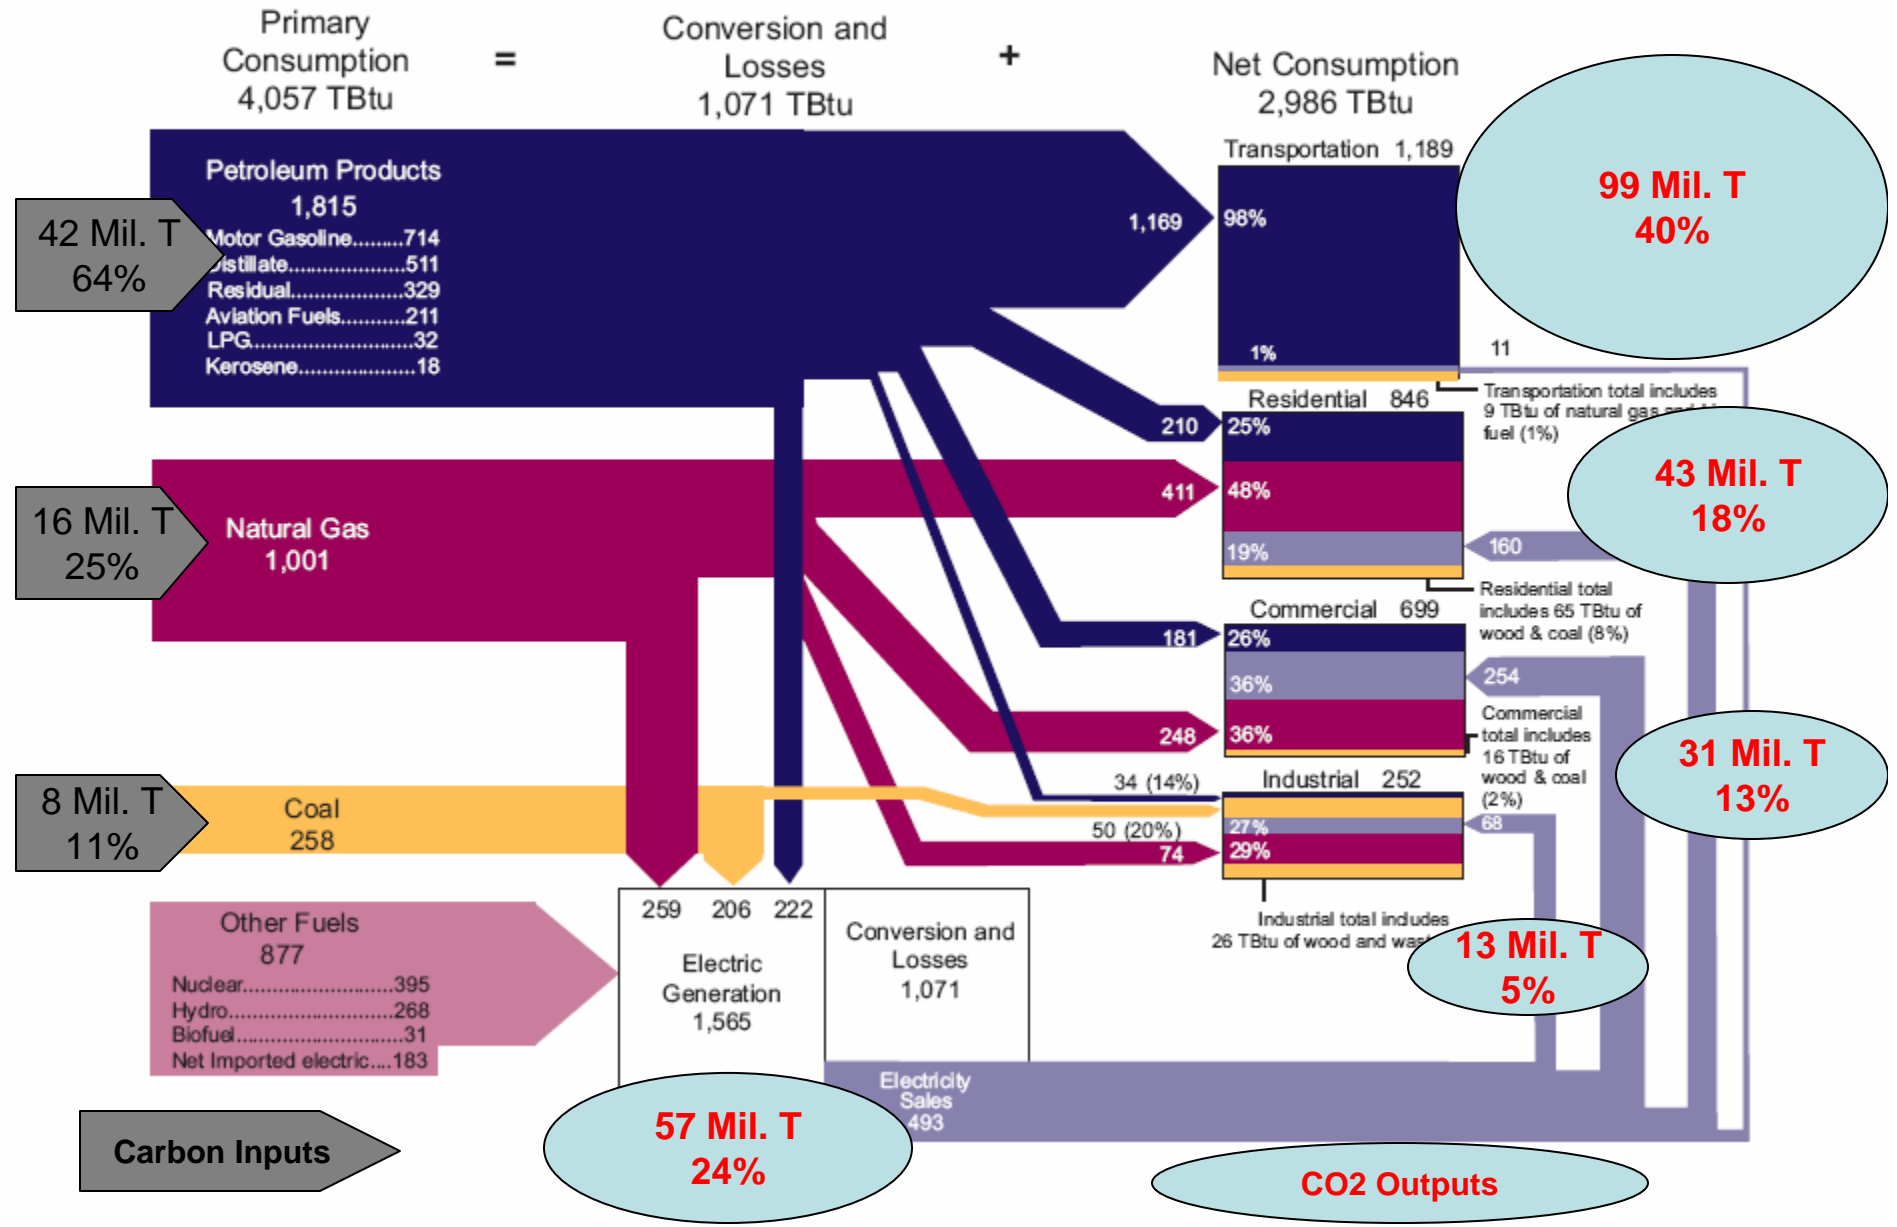 Primary
Consumption
4,057 TBtu
=
Conversion and
Losses
1,071 TBtu
+
Net Consumption
2,986 TBtu
Petroleum Products
1,815
Motor Gasoline.........714
Distillate....................511
Residual...................329
Aviation Fuels...........211
LPG............................32
Kerosene....................18
42 Mil. T
64%
1,169
Transportation 1,189
98%
1%
11
99 Mil. T
40%
Transportation total includes
9 TBtu of natural gas
fuel (1%)
210
Residential 846
25%
411
48%
19%
160
43 Mil. T
18%
Residential total
includes 65 TBtu of
wood & coal (8%)
16 Mil. T
25%
Natural Gas
1,001
Commercial 699
181
26%
36%
254
248
36%
Commercial
total includes
16 TBtu of
wood & coal
(2%)
31 Mil. T
13%
8 Mil. T
11%
Coal
258
34 (14%)
Industrial 252
50 (20%)
27%
68
74
29%
Industrial total includes
26 TBtu of wood and
13 Mil. T
5%
Other Fuels
877
Nuclear..........................395
Hydro............................268
Biofuel............................31
Net Imported electric....183
259 206 222
Electric
Generation
1,565
Conversion and
Losses
1,071
Electricity
Sales
493
57 Mil. T
24%
Carbon Inputs
CO2 Outputs